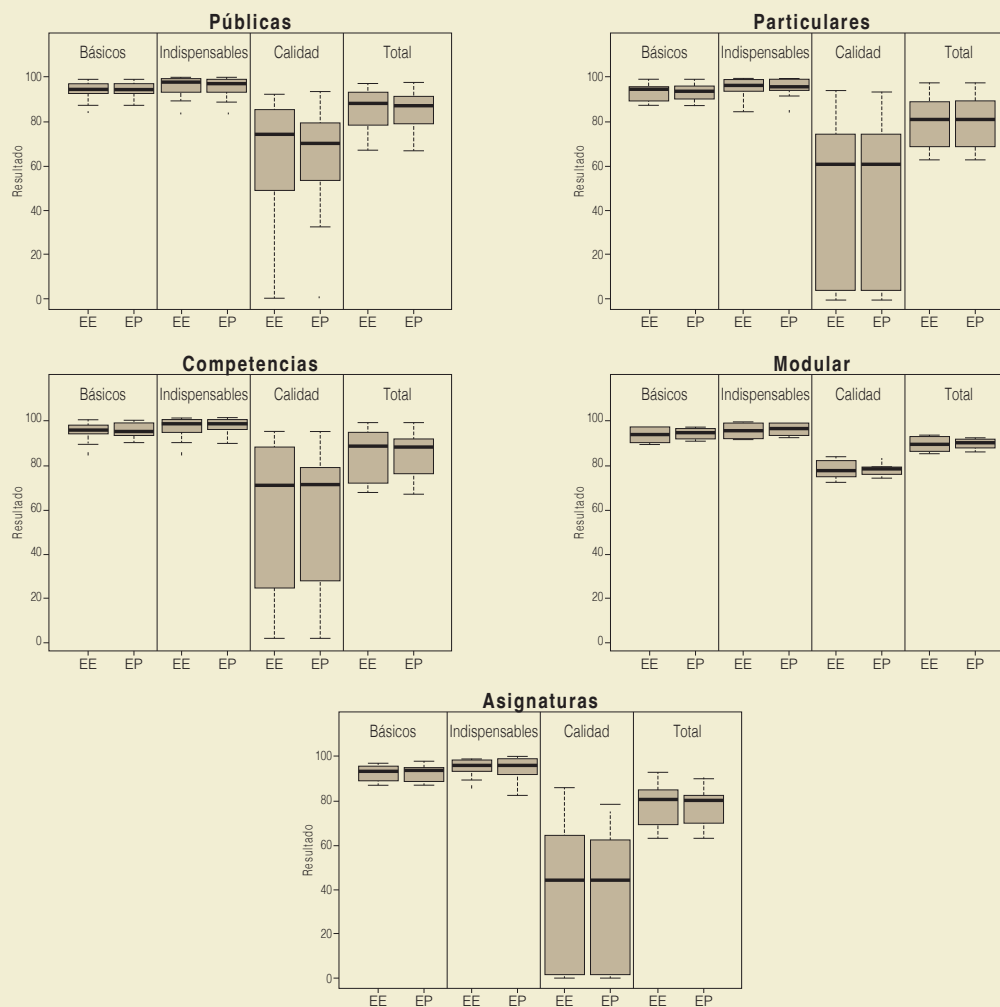 Públicas
Básicos Indispensables Calidad Total
100
80
60
40
20
0
Resultado
EE EP EE EP EE EP EE EP
Particulares
Básicos Indispensables Calidad Total
100
80
60
40
20
0
Resultado
EE EP EE EP EE EP EE EP
Competencias
Básicos Indispensables Calidad Total
100
80
60
40
20
0
Resultado
EE EP EE EP EE EP EE EP
Modular
Básicos Indispensables Calidad Total
100
80
60
40
20
0
Resultado
EE EP EE EP EE EP EE EP
Asignaturas
Básicos Indispensables Calidad Total
100
80
60
40
20
0
Resultado
EE EP EE EP EE EP EE EP